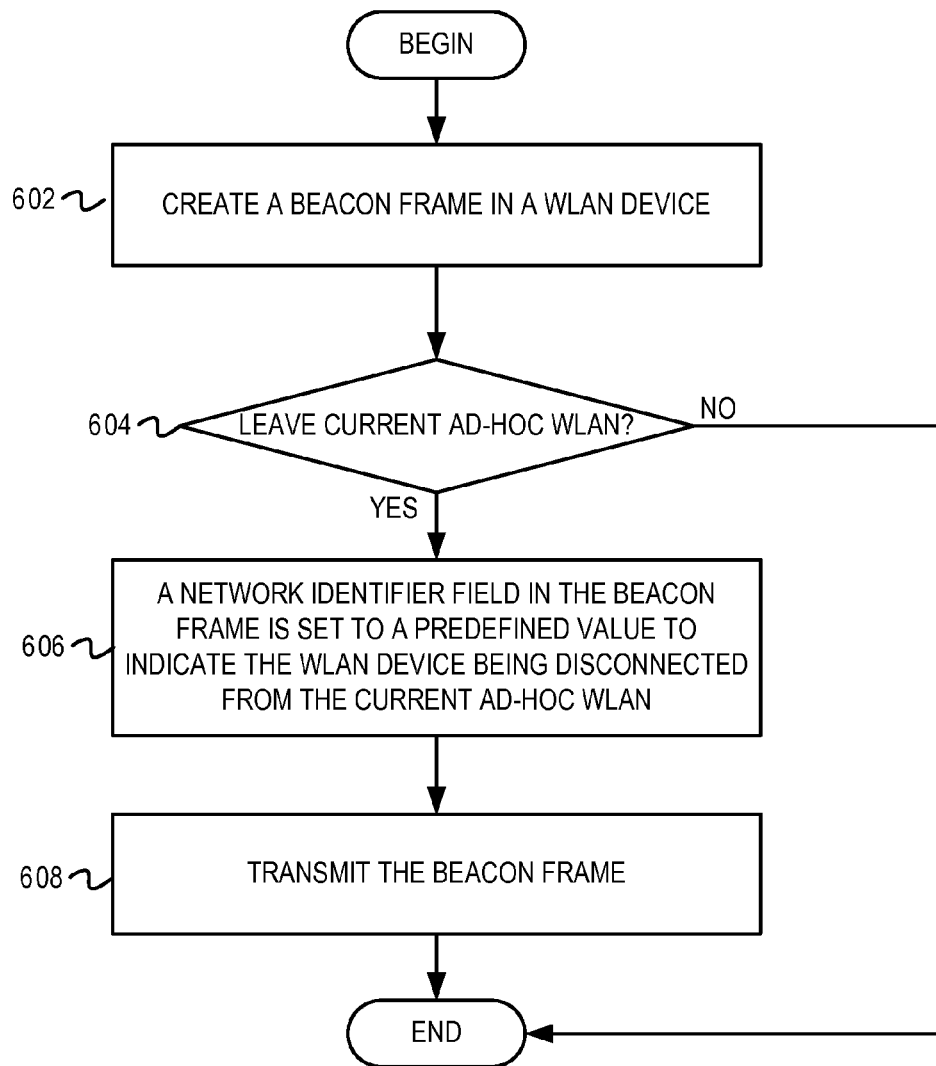 BEGIN
602
CREATE A BEACON FRAME IN A WLAN DEVICE
604
LEAVE CURRENT AD-HOC WLAN?
NO
YES
606
A NETWORK IDENTIFIER FIELD IN THE BEACON
FRAME IS SET TO A PREDEFINED VALUE TO
INDICATE THE WLAN DEVICE BEING DISCONNECTED
FROM THE CURRENT AD-HOC WLAN
608
TRANSMIT THE BEACON FRAME
END